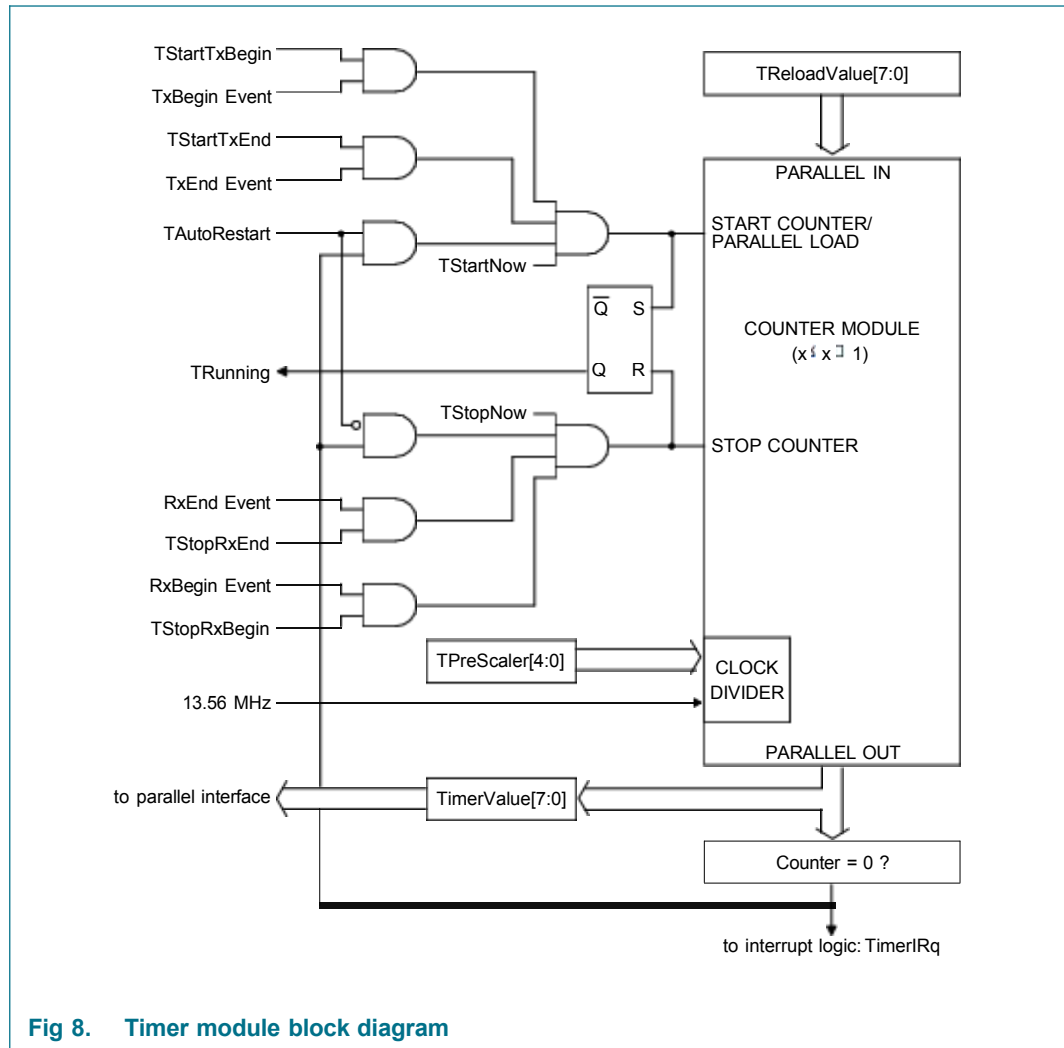 TStartTxBegin
TxBegin Event
TStartTxEnd
TxEnd Event
TAutoRestart
TStartNow
TReloadValue[7:0]
PARALLEL IN
START COUNTER/
PARALLEL LOAD
Q S
COUNTER MODULE
(x x 1)
Q R
TRunning
TStopNow
STOP COUNTER
RxEnd Event
TStopRxEnd
RxBegin Event
TStopRxBegin
TPreScaler[4:0]
CLOCK
DIVIDER
13.56 MHz
PARALLEL OUT
to parallel interface
TimerValue[7:0]
Counter = 0 ?
to interrupt logic: TimerIRq
Fig 8. Timer module block diagram